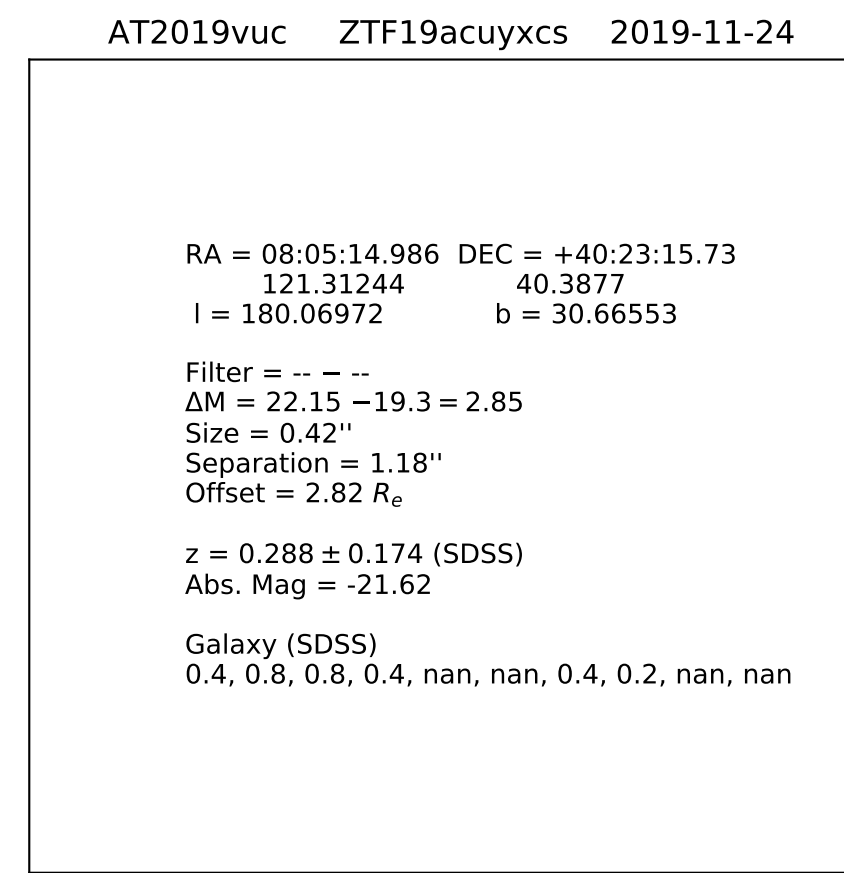 AT2019vuc ZTF19acuyxcs 2019-11-24
RA = 08:05:14.986 DEC = +40:23:15.73
121.31244 40.3877
l = 180.06972 b = 30.66553
Filter = -- − --
ΔM = 22.15 −19.3 = 2.85
Size = 0.42''
Separation = 1.18''
Offset = 2.82 Rₑ
z = 0.288 ± 0.174 (SDSS)
Abs. Mag = -21.62
Galaxy (SDSS)
0.4, 0.8, 0.8, 0.4, nan, nan, 0.4, 0.2, nan, nan